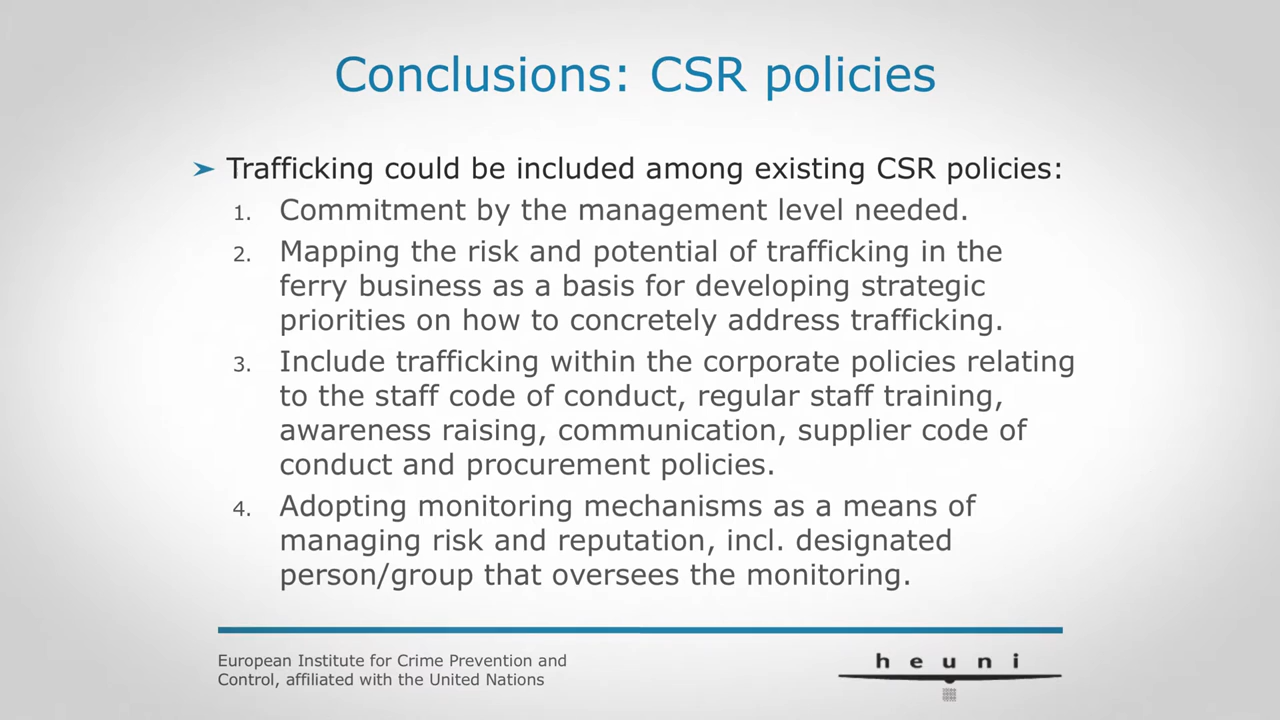 Conclusions: CSR policies
➢ Trafficking could be included among existing CSR policies:
1. Commitment by the management level needed.
2. Mapping the risk and potential of trafficking in the
ferry business as a basis for developing strategic
priorities on how to concretely address trafficking.
3. Include trafficking within the corporate policies relating
to the staff code of conduct, regular staff training,
awareness raising, communication, supplier code of
conduct and procurement policies.
4. Adopting monitoring mechanisms as a means of
managing risk and reputation, incl. designated
person/group that oversees the monitoring.
European Institute for Crime Prevention and
Control, affiliated with the United Nations
heuni